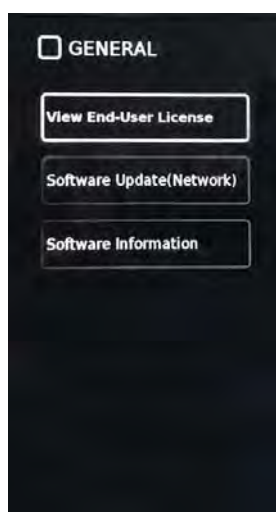 GENERAL
View End-User License
Software Update(Network)
Software Information